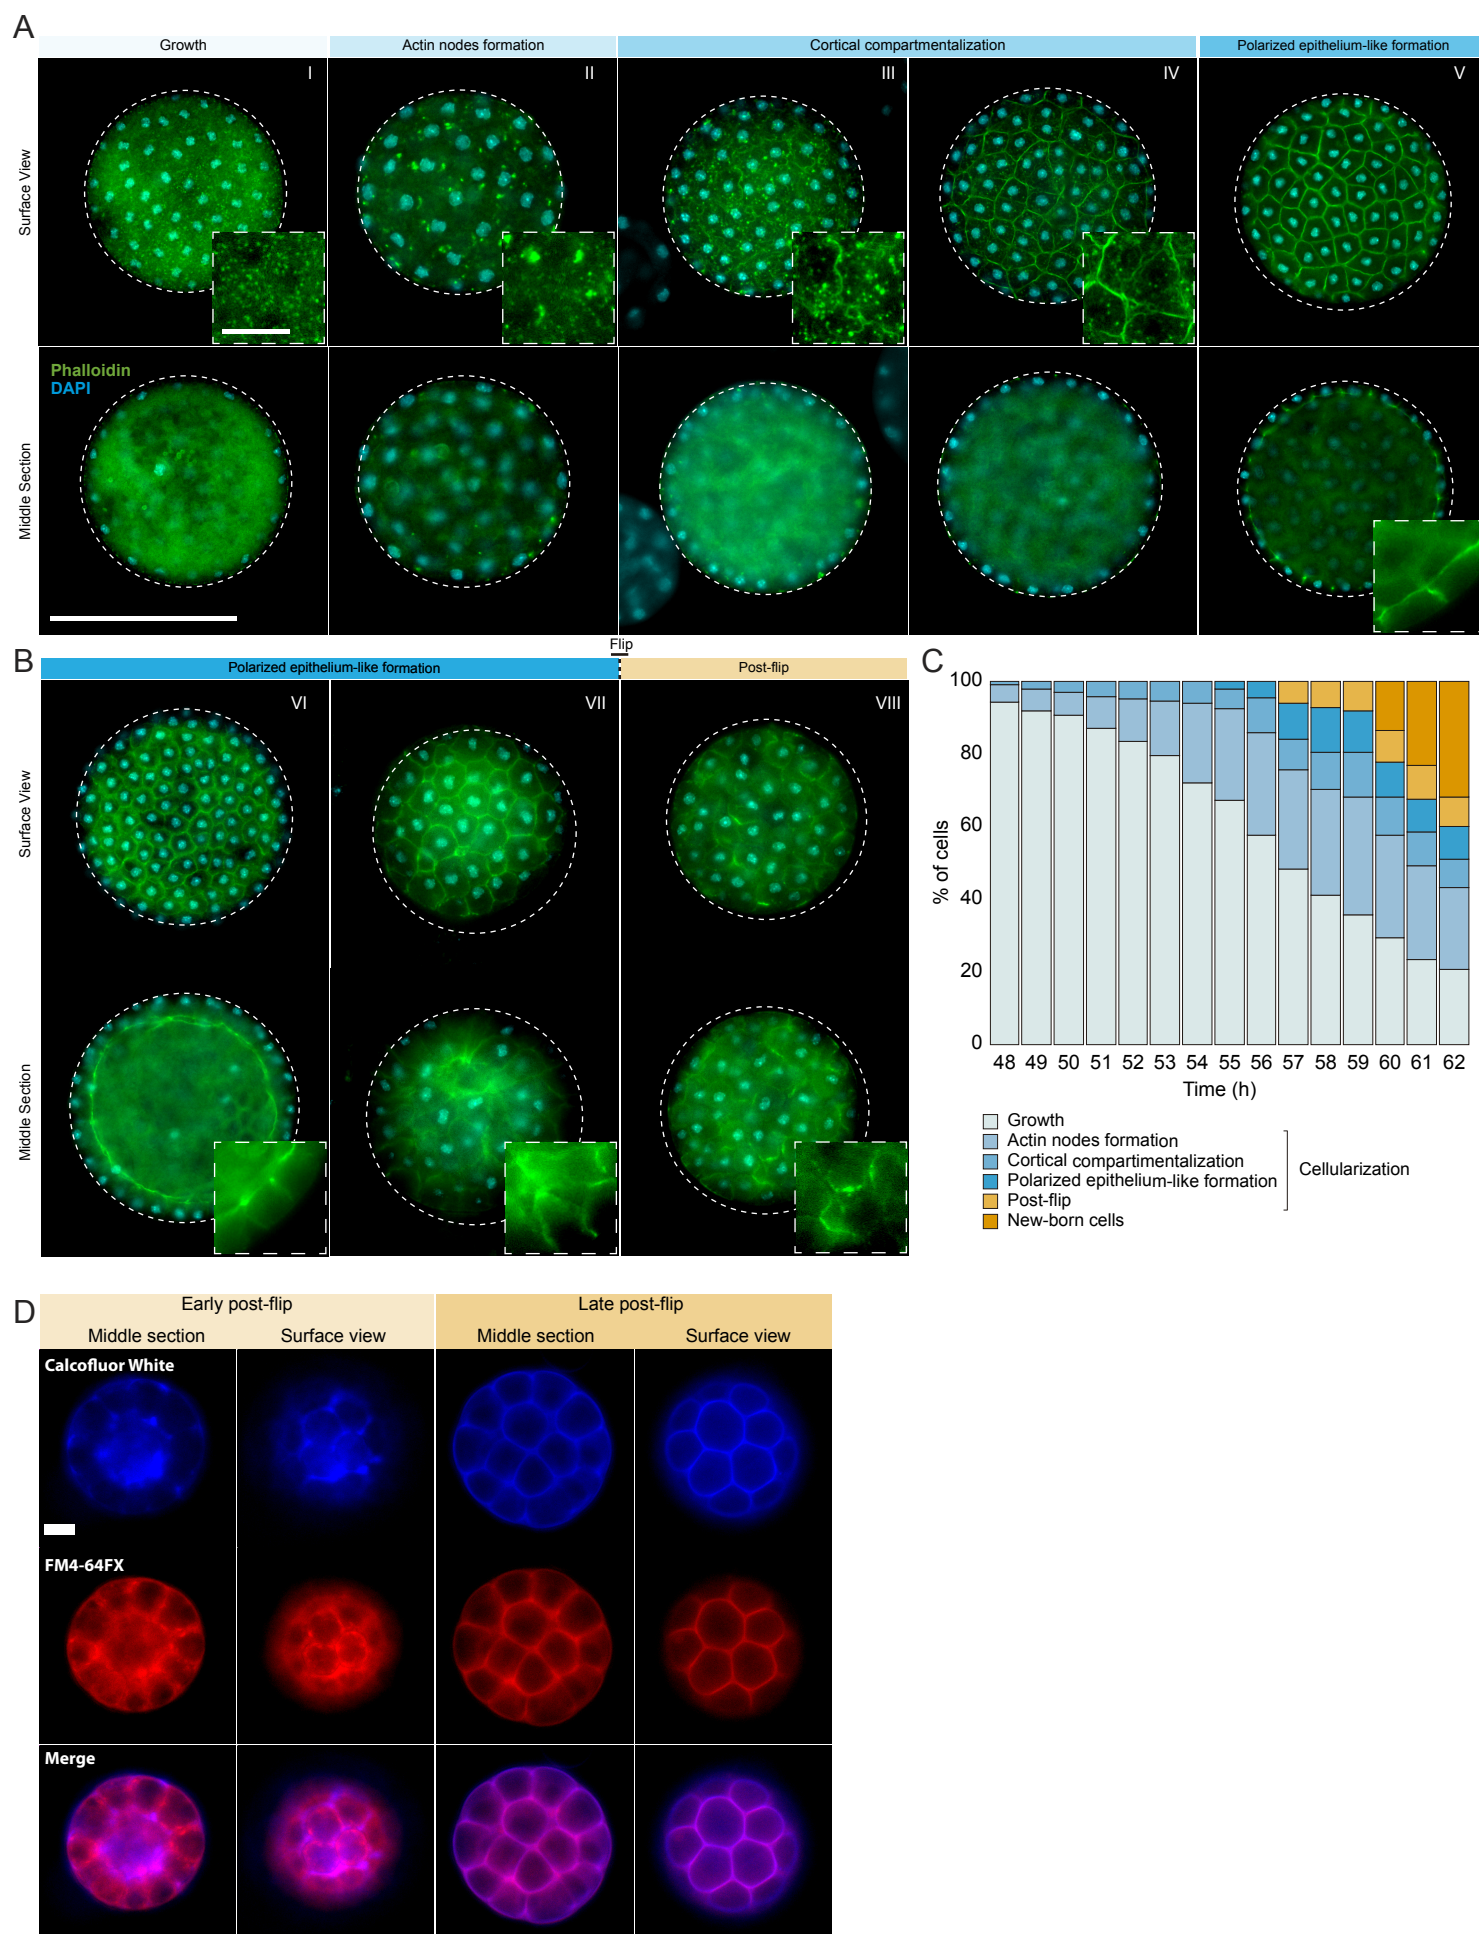 A
Growth
Actin nodes formation
Cortical compartmentalization
Polarized epithelium-like formation
Surface View
I
II
III
IV
V
Middle Section
Phalloidin
DAPI
B
Flip
Polarized epithelium-like formation
Post-flip
Surface View
VI
VII
VIII
Middle Section
C
% of cells
100
80
60
40
20
0
48 49 50 51 52 53 54 55 56 57 58 59 60 61 62
Time (h)
Growth
Actin nodes formation
Cortical compartimentalization
Polarized epithelium-like formation
Post-flip
New-born cells
Cellularization
D
Early post-flip
Late post-flip
Middle section
Surface view
Middle section
Surface view
Calcofluor White
FM4-64FX
Merge